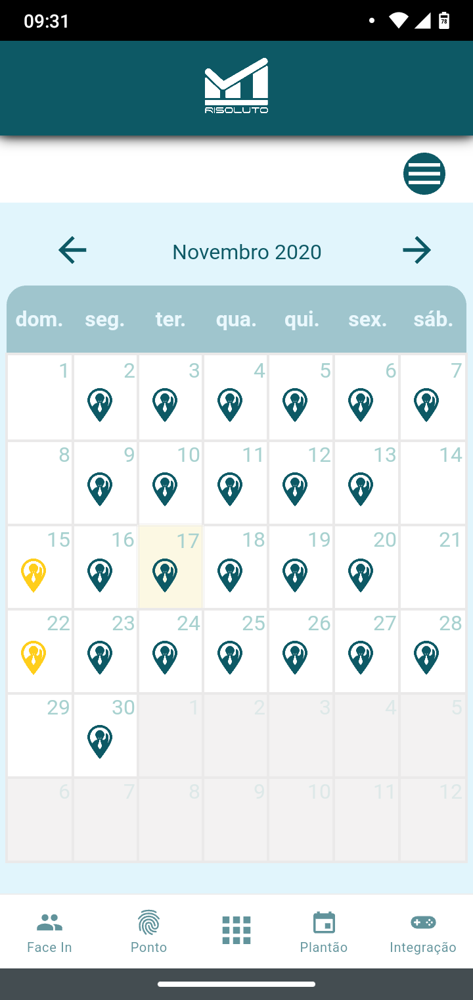 09:31
78
RISOLUTO
Novembro 2020
dom. seg. ter. qua. qui. sex. sáb.
1 2 3 4 5 6 7
8 9 10 11 12 13 14
15 16 17 18 19 20 21
22 23 24 25 26 27 28
29 30 1 2 3 4 5
6 7 8 9 10 11 12
Face In Ponto Plantão Integração